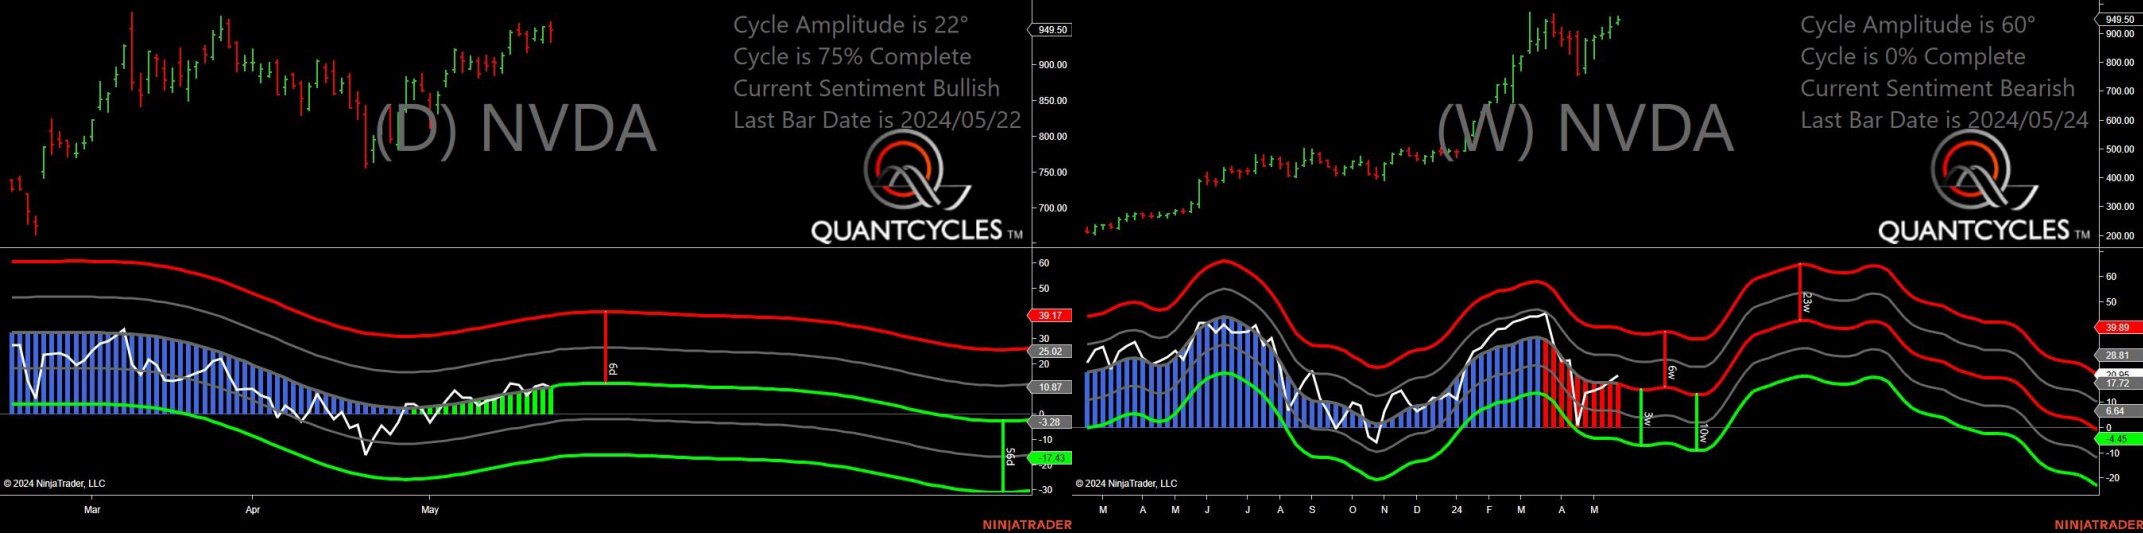 Cycle Amplitude is 22°
Cycle is 75% Complete
Current Sentiment Bullish
Last Bar Date is 2024/05/22
(D) NVDA
QUANTCYCLES TM
949.50
900.00
850.00
800.00
750.00
700.00
60
50
39.17
30
25.02
20
10.87
0
-3.28
-10
-17.43
-20
-30
6d
56d
© 2024 NinjaTrader, LLC
Mar Apr May
NINJATRADER
Cycle Amplitude is 60°
Cycle is 0% Complete
Current Sentiment Bearish
Last Bar Date is 2024/05/24
(W) NVDA
QUANTCYCLES TM
949.50
900.00
800.00
700.00
600.00
500.00
400.00
300.00
200.00
60
50
39.89
28.81
20.95
17.72
10
6.64
0
-4.45
-10
-20
23w
6w
3w
10w
© 2024 NinjaTrader, LLC
M A M J J A S O N D 24 F M A M
NINJATRADER